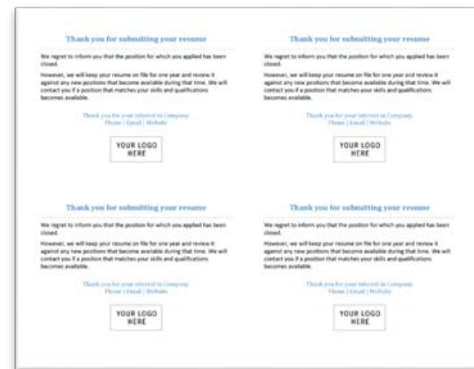 Thank you for submitting your resume
We regret to inform you that the position for which you applied has been
closed.
However, we will keep your resume on file for one year and review it
against any new positions that become available during that time. We will
contact you if a position that matches your skills and qualifications
becomes available.
Thank you for your interest in Company
Phone | Email | Website
YOUR LOGO
HERE
Thank you for submitting your resume
We regret to inform you that the position for which you applied has been
closed.
However, we will keep your resume on file for one year and review it
against any new positions that become available during that time. We will
contact you if a position that matches your skills and qualifications
becomes available.
Thank you for your interest in Company
Phone | Email | Website
YOUR LOGO
HERE
Thank you for submitting your resume
We regret to inform you that the position for which you applied has been
closed.
However, we will keep your resume on file for one year and review it
against any new positions that become available during that time. We will
contact you if a position that matches your skills and qualifications
becomes available.
Thank you for your interest in Company
Phone | Email | Website
YOUR LOGO
HERE
Thank you for submitting your resume
We regret to inform you that the position for which you applied has been
closed.
However, we will keep your resume on file for one year and review it
against any new positions that become available during that time. We will
contact you if a position that matches your skills and qualifications
becomes available.
Thank you for your interest in Company
Phone | Email | Website
YOUR LOGO
HERE